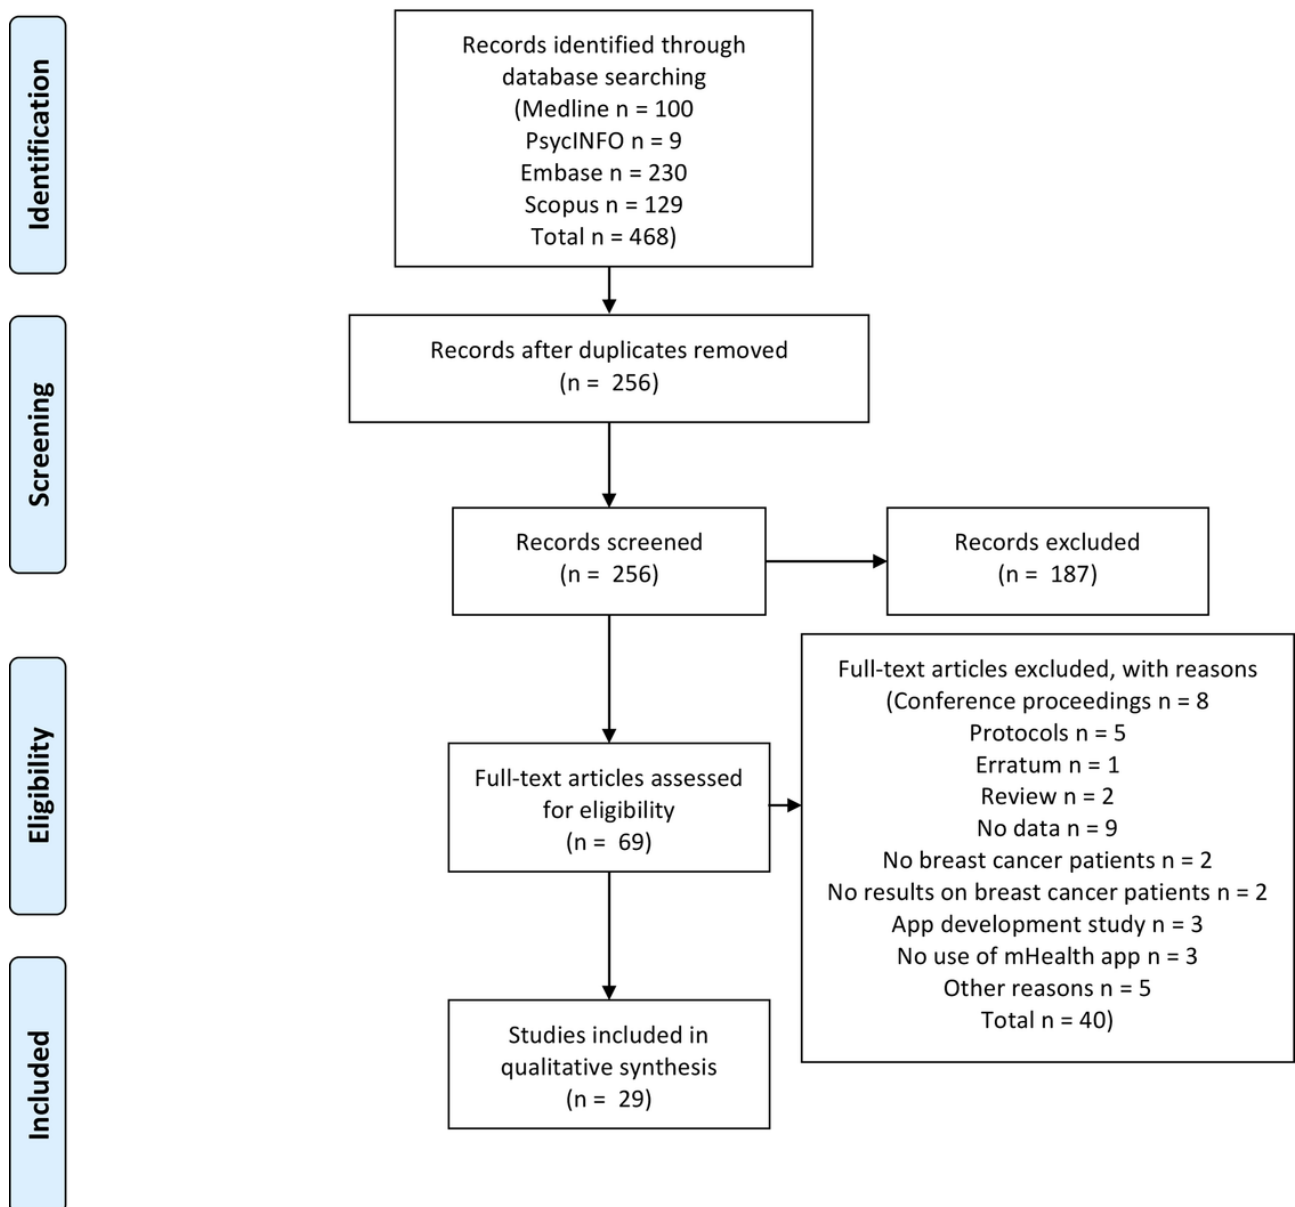 Identification
Records identified through
database searching
(Medline n = 100
PsycINFO n = 9
Embase n = 230
Scopus n = 129
Total n = 468)
Screening
Records after duplicates removed
(n = 256)
Records screened
(n = 256)
Records excluded
(n = 187)
Eligibility
Full-text articles assessed
for eligibility
(n = 69)
Full-text articles excluded, with reasons
(Conference proceedings n = 8
Protocols n = 5
Erratum n = 1
Review n = 2
No data n = 9
No breast cancer patients n = 2
No results on breast cancer patients n = 2
App development study n = 3
No use of mHealth app n = 3
Other reasons n = 5
Total n = 40)
Included
Studies included in
qualitative synthesis
(n = 29)